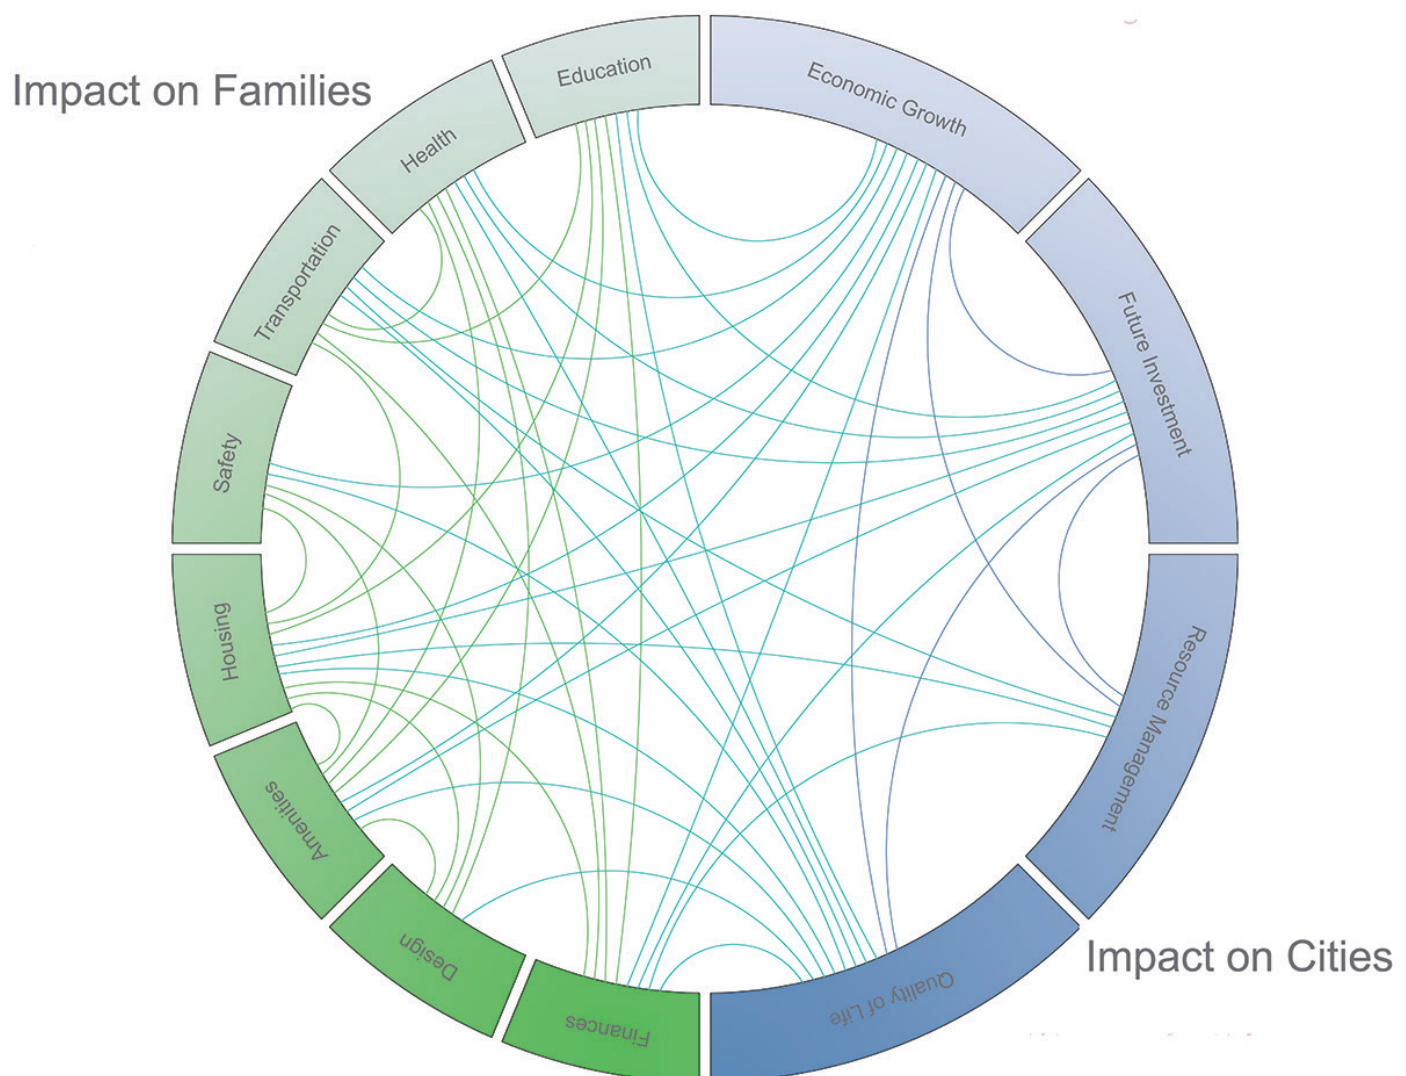 Impact on Families
Education
Economic Growth
Health
Transportation
Future Investment
Safety
Housing
Resource Management
Amenities
Design
Impact on Cities
Finances
Quality of Life